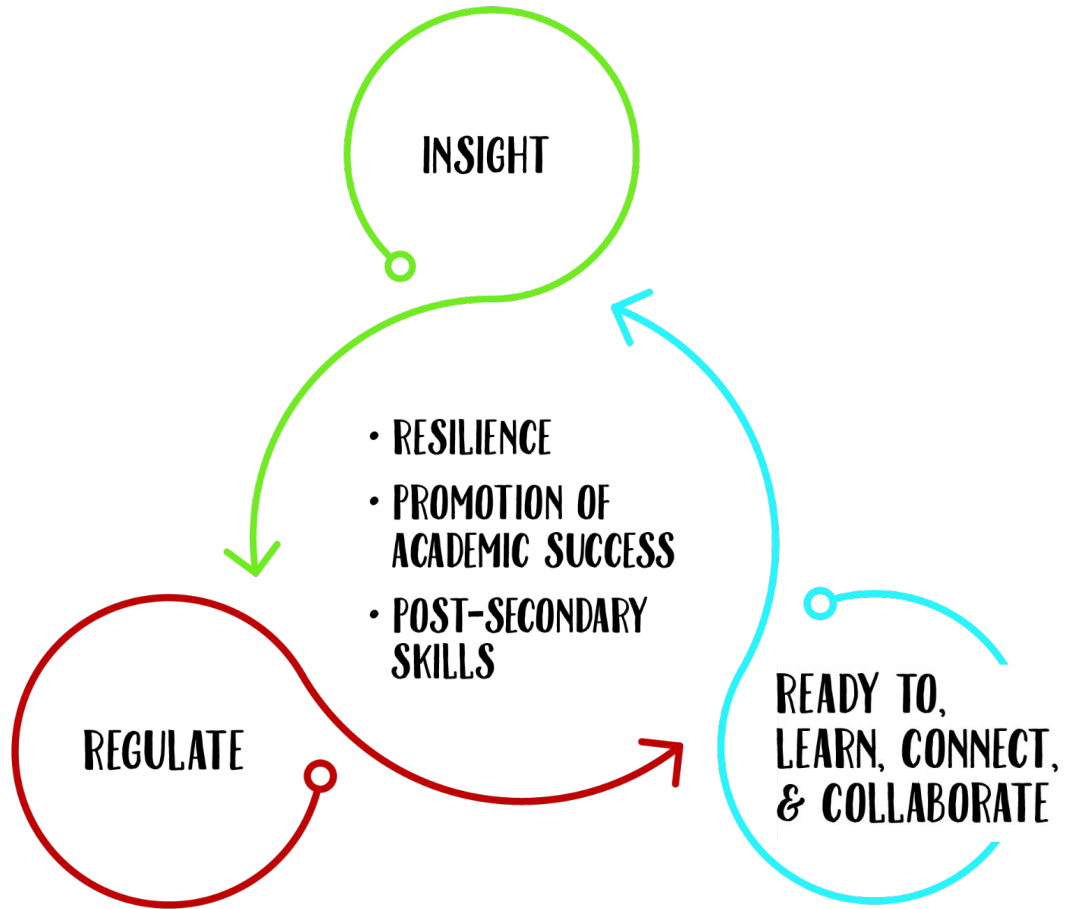 INSIGHT
• RESILIENCE
• PROMOTION OF
ACADEMIC SUCCESS
• POST-SECONDARY
SKILLS
REGULATE
READY TO,
LEARN, CONNECT,
& COLLABORATE